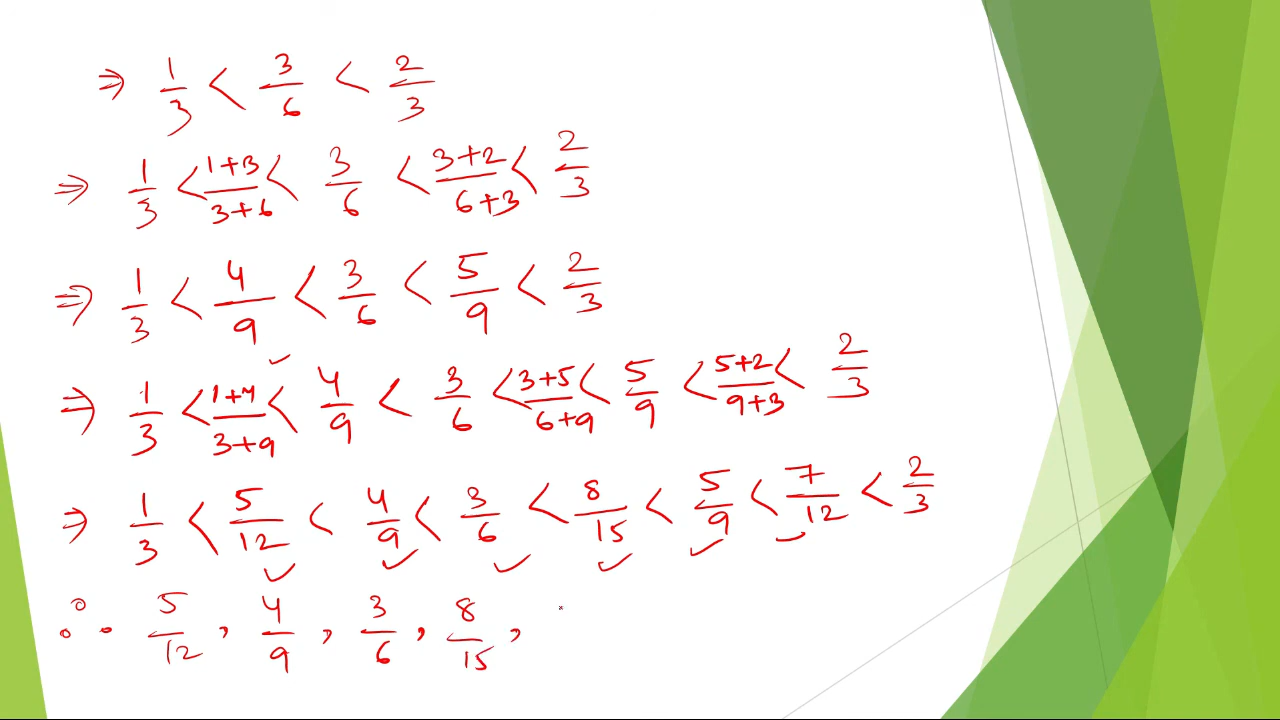 ⇒ 1/3 < 3/6 < 2/3
⇒ 1/3 < (1+3)/(3+6) < 3/6 < (3+2)/(6+3) < 2/3
⇒ 1/3 < 4/9 < 3/6 < 5/9 < 2/3
⇒ 1/3 < (1+4)/(3+9) < 4/9 < 3/6 < (3+5)/(6+9) < 5/9 < (5+2)/(9+3) < 2/3
⇒ 1/3 < 5/12 < 4/9 < 3/6 < 8/15 < 5/9 < 7/12 < 2/3
∴ 5/12, 4/9, 3/6, 8/15,